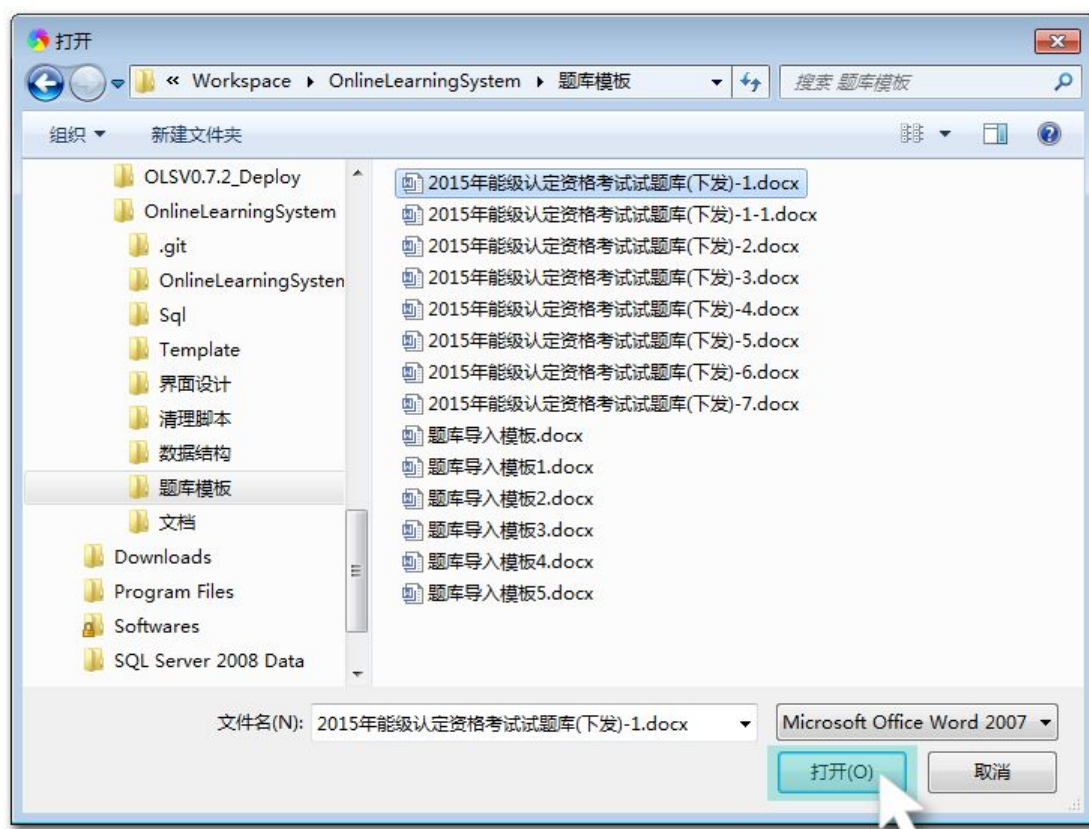 打开
« Workspace OnlineLearningSystem 题库模板
搜索 题库模板
组织 新建文件夹
OLSV0.7.2_Deploy
OnlineLearningSystem
.git
OnlineLearningSysten
Sql
Template
界面设计
清理脚本
数据结构
题库模板
文档
Downloads
Program Files
Softwares
SQL Server 2008 Data
2015年能级认定资格考试试题库(下发)-1.docx
2015年能级认定资格考试试题库(下发)-1-1.docx
2015年能级认定资格考试试题库(下发)-2.docx
2015年能级认定资格考试试题库(下发)-3.docx
2015年能级认定资格考试试题库(下发)-4.docx
2015年能级认定资格考试试题库(下发)-5.docx
2015年能级认定资格考试试题库(下发)-6.docx
2015年能级认定资格考试试题库(下发)-7.docx
题库导入模板.docx
题库导入模板1.docx
题库导入模板2.docx
题库导入模板3.docx
题库导入模板4.docx
题库导入模板5.docx
文件名(N): 2015年能级认定资格考试试题库(下发)-1.docx Microsoft Office Word 2007
打开(O) 取消